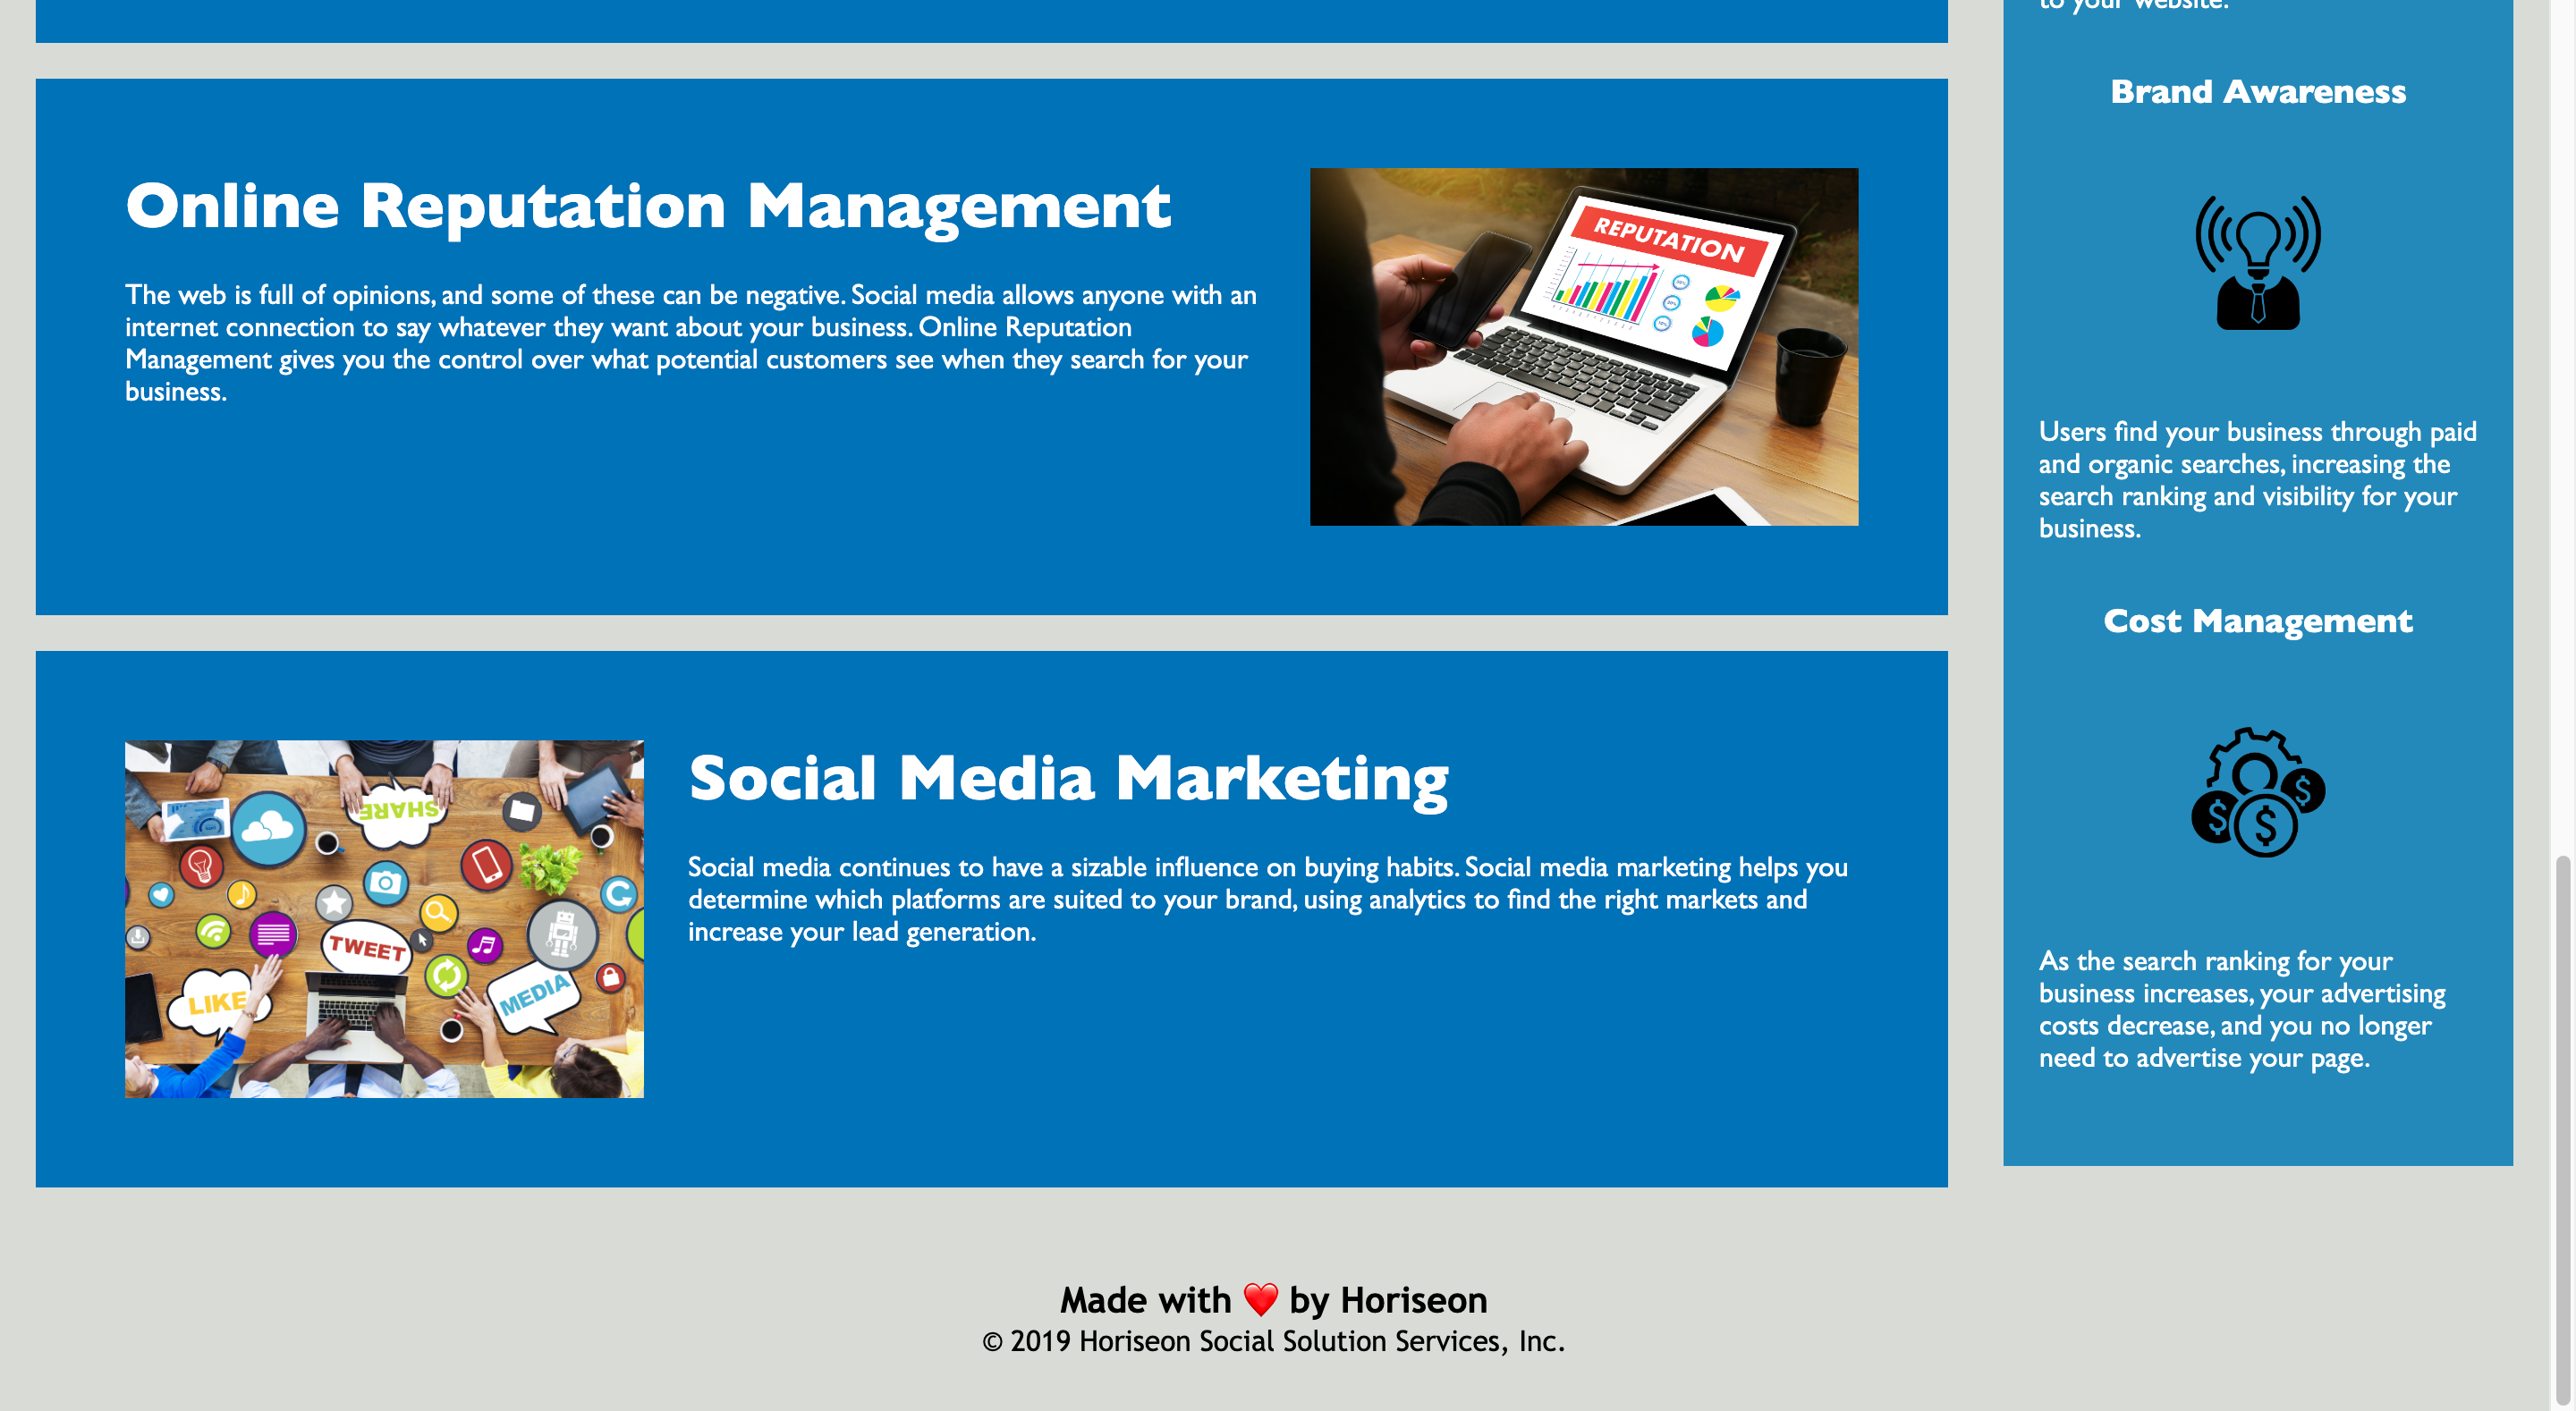 Online Reputation Management
The web is full of opinions, and some of these can be negative. Social media allows anyone with an
internet connection to say whatever they want about your business. Online Reputation
Management gives you the control over what potential customers see when they search for your
business.
REPUTATION
Social Media Marketing
Social media continues to have a sizable influence on buying habits. Social media marketing helps you
determine which platforms are suited to your brand, using analytics to find the right markets and
increase your lead generation.
SHARE
TWEET
LIKE
MEDIA
to your website.
Brand Awareness
Users find your business through paid
and organic searches, increasing the
search ranking and visibility for your
business.
Cost Management
$
$
$
As the search ranking for your
business increases, your advertising
costs decrease, and you no longer
need to advertise your page.
Made with ❤️ by Horiseon
© 2019 Horiseon Social Solution Services, Inc.